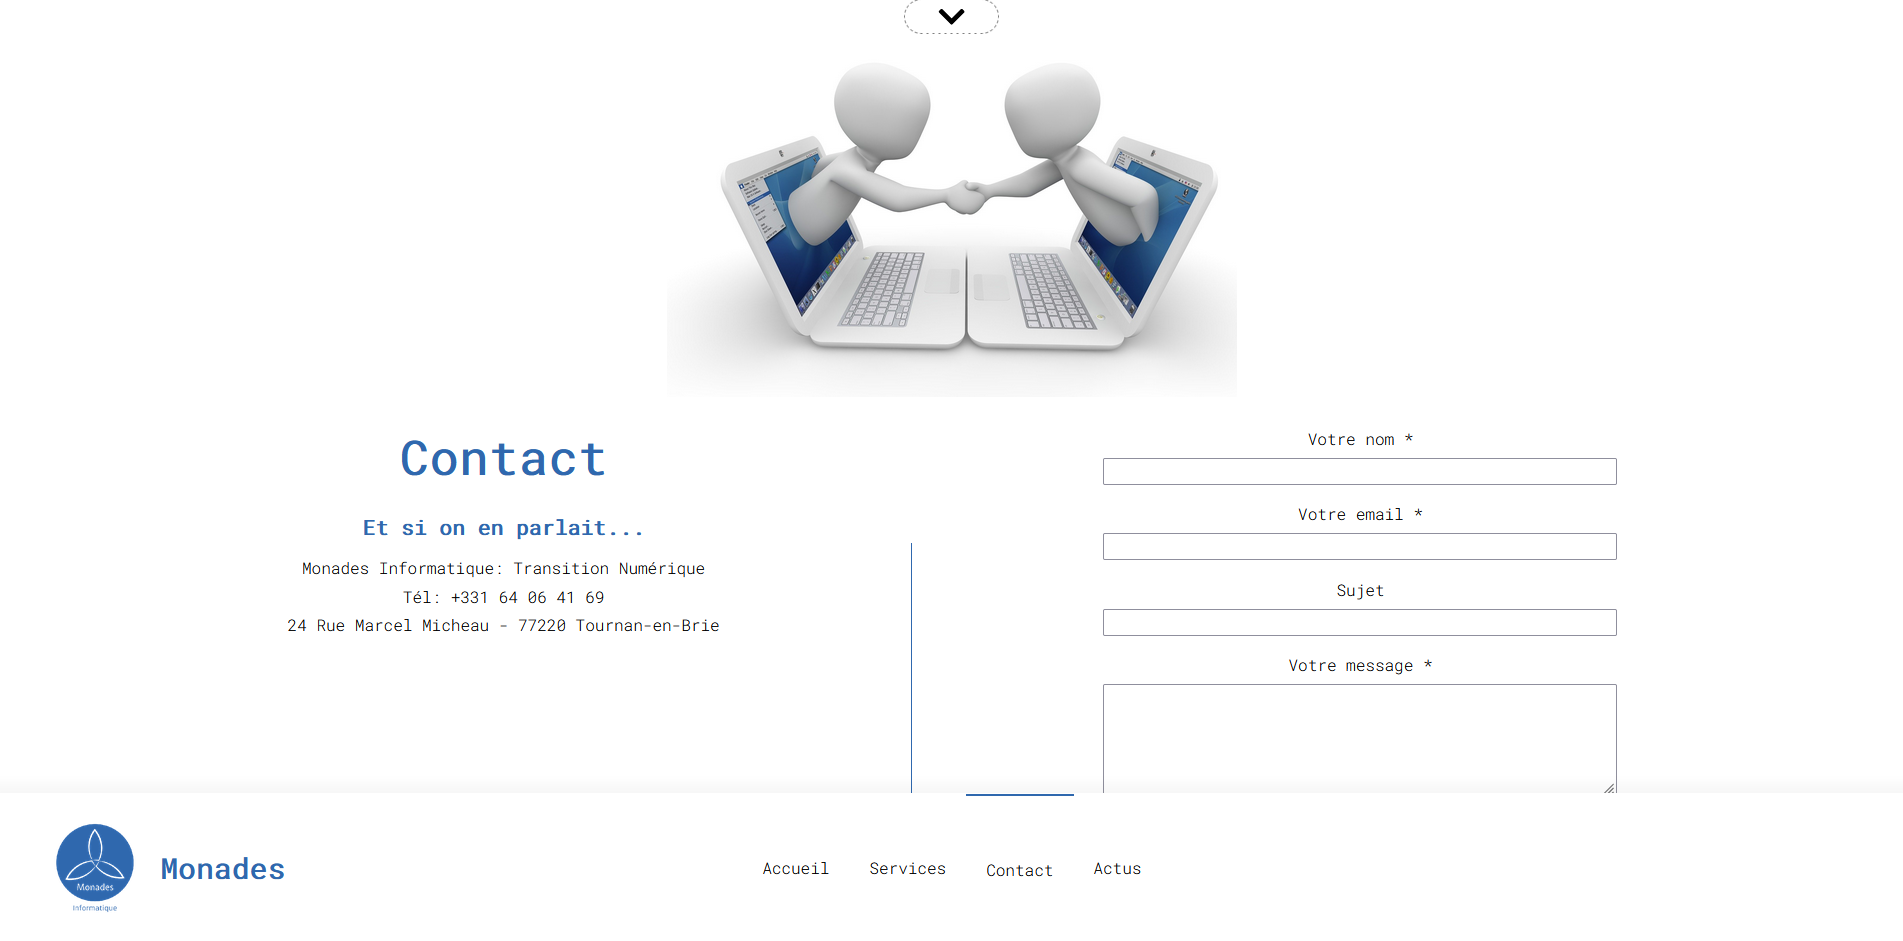 Contact
Et si on en parlait...
Monades Informatique: Transition Numérique
Tél: +331 64 06 41 69
24 Rue Marcel Micheau - 77220 Tournan-en-Brie
Votre nom *
Votre email *
Sujet
Votre message *
Monades
Informatique
Monades
Accueil
Services
Contact
Actus